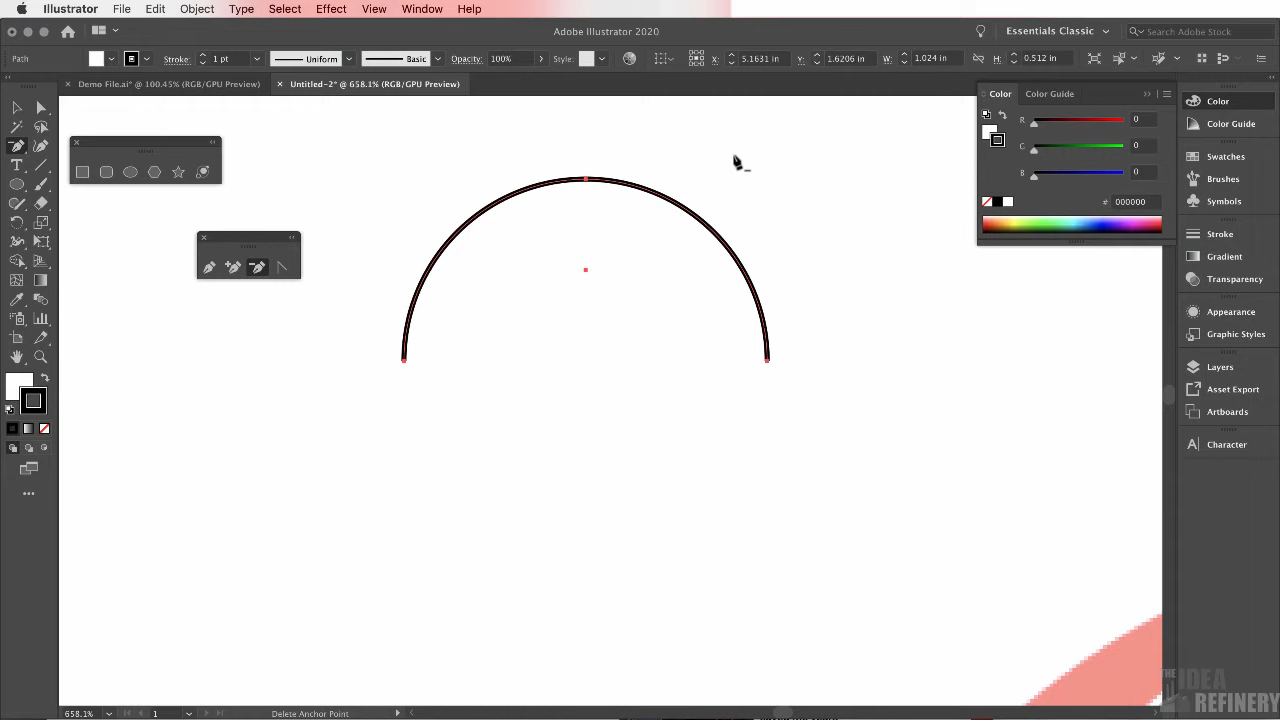 Illustrator File Edit Object Type Select Effect View Window Help
Adobe Illustrator 2020
Essentials Classic
Search Adobe Stock
Path Stroke: 1 pt Uniform Basic Opacity: 100% Style: X: 5.1631 in Y: 1.6206 in W: 1.024 in H: 0.512 in
Demo File.ai* @ 100.45% (RGB/GPU Preview) Untitled-2* @ 658.1% (RGB/GPU Preview)
Color Color Guide
R 0
G 0
B 0
# 000000
Color
Color Guide
Swatches
Brushes
Symbols
Stroke
Gradient
Transparency
Appearance
Graphic Styles
Layers
Asset Export
Artboards
Character
658.1% 1 Delete Anchor Point
THE IDEA
REFINERY